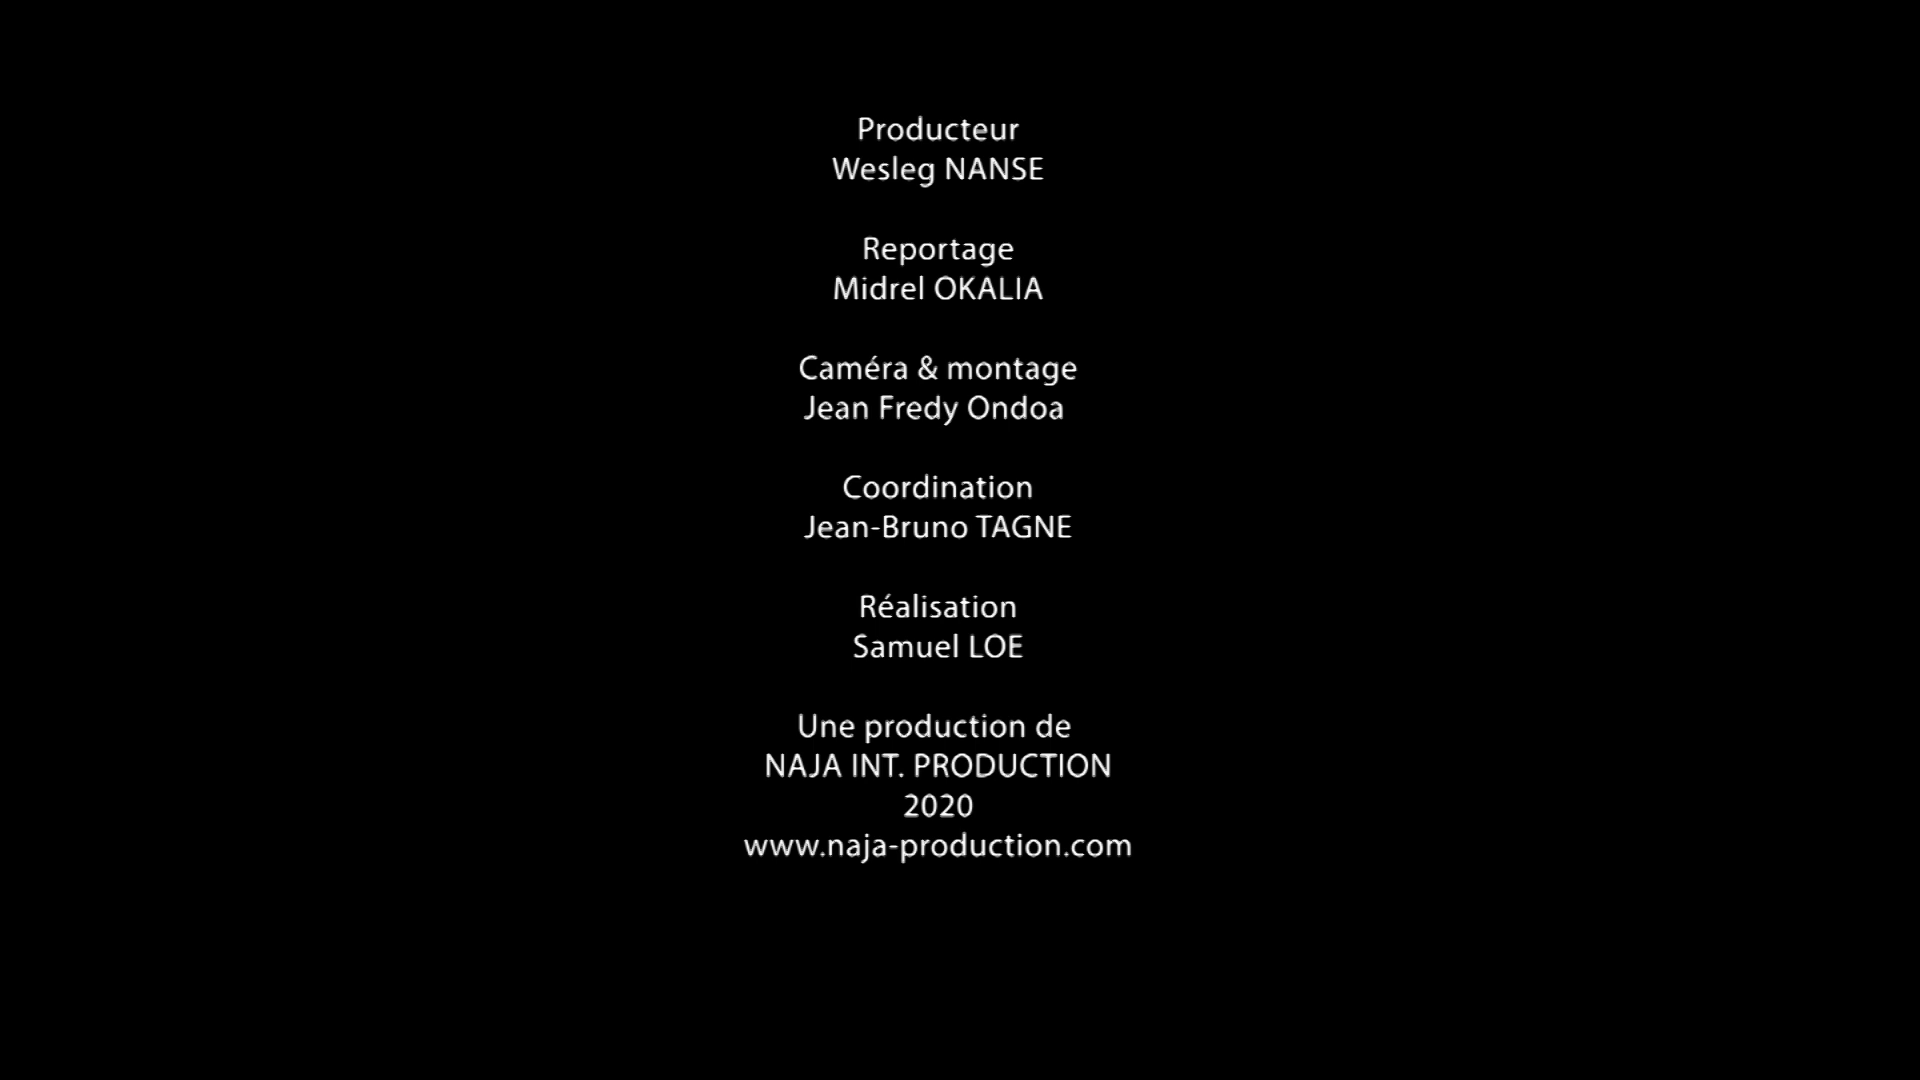 Producteur
Wesleg NANSE
Reportage
Midrel OKALIA
Caméra & montage
Jean Fredy Ondoa
Coordination
Jean-Bruno TAGNE
Réalisation
Samuel LOE
Une production de
NAJA INT. PRODUCTION
2020
www.naja-production.com